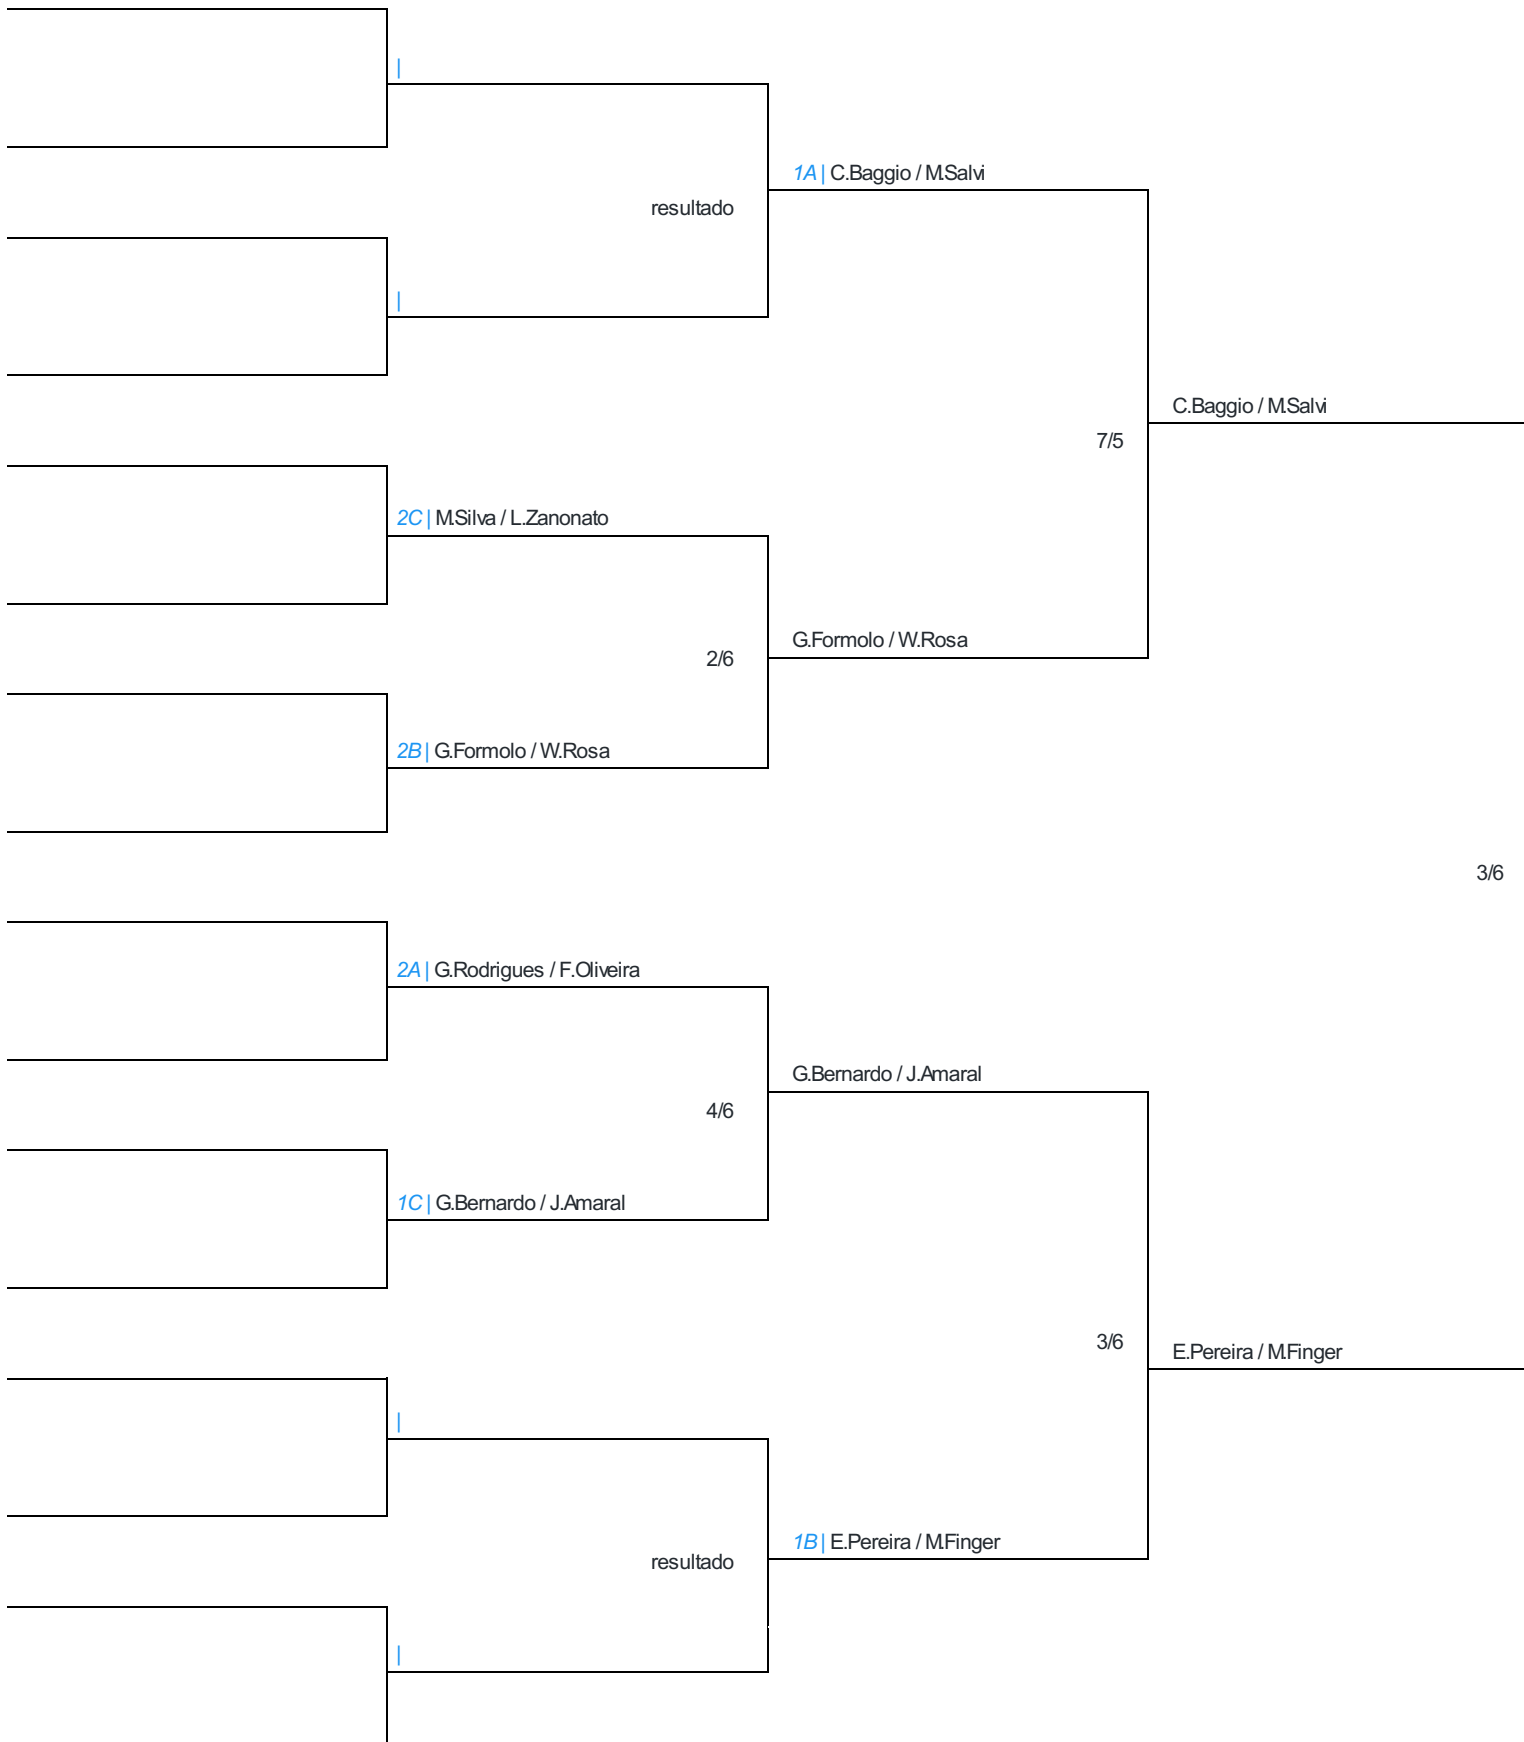 |
1A | C.Baggio / M.Salvi
resultado
|
C.Baggio / M.Salvi
7/5
2C | M.Silva / L.Zanonato
G.Formolo / W.Rosa
2/6
2B | G.Formolo / W.Rosa
3/6
2A | G.Rodrigues / F.Oliveira
G.Bernardo / J.Amaral
4/6
1C | G.Bernardo / J.Amaral
3/6
E.Pereira / M.Finger
|
1B | E.Pereira / M.Finger
resultado
|